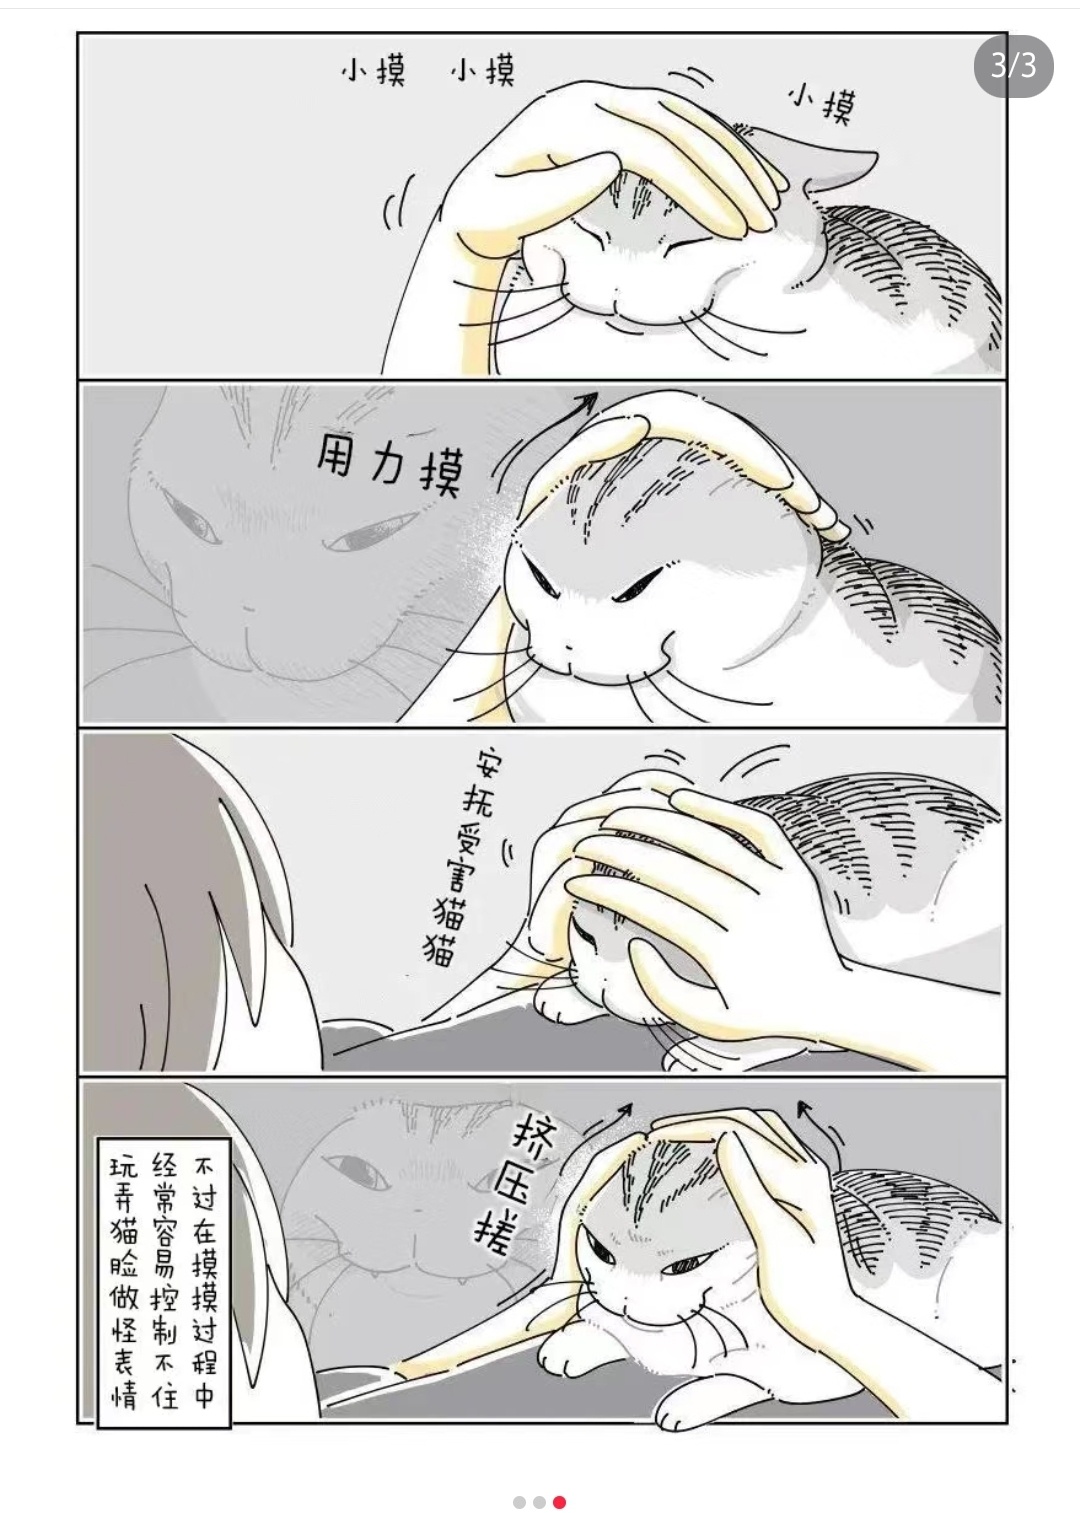 3/3
小摸
小摸
小摸
用力摸
安抚受害猫猫
挤压搓
不过在摸摸过程中
经常容易控制不住
玩弄猫脸做怪表情